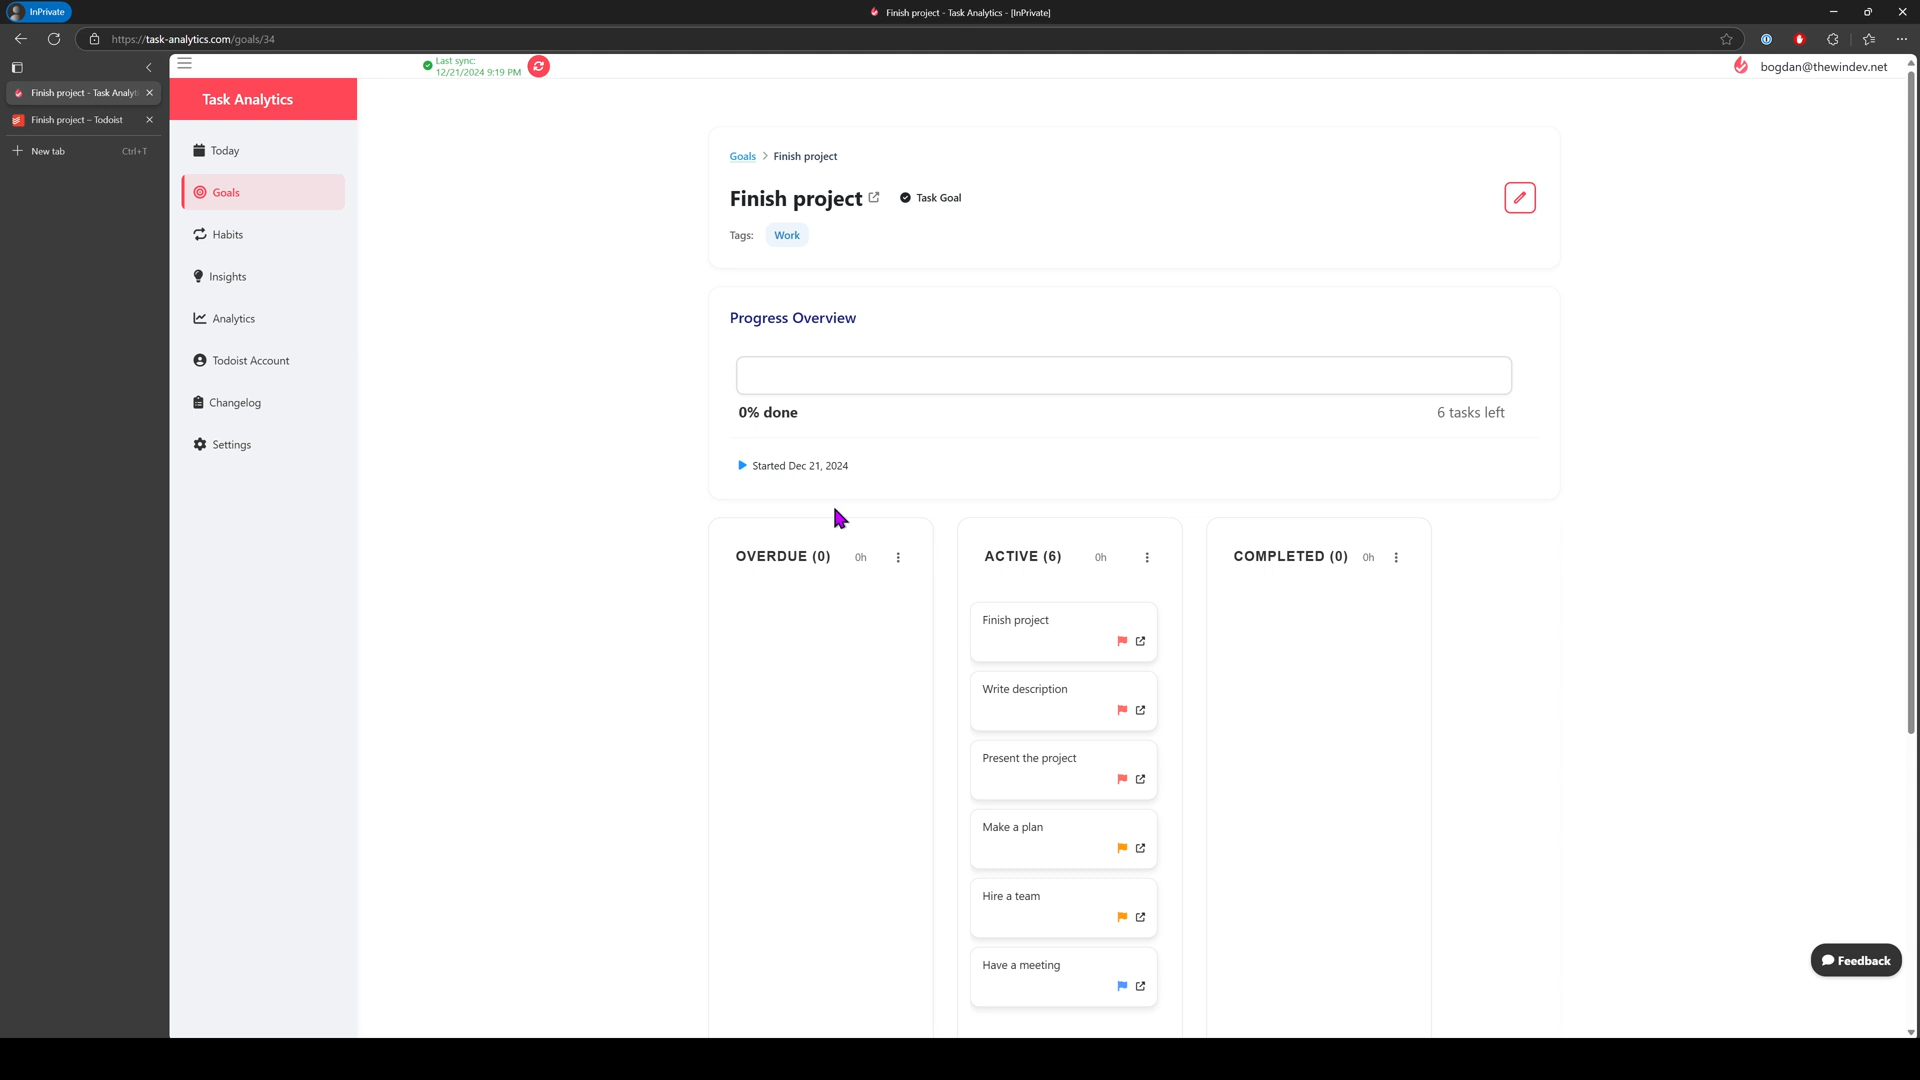 InPrivate
Finish project - Task Analytics - [InPrivate]
https://task-analytics.com/goals/34
Finish project - Task Analyti
Finish project – Todoist
New tab
Ctrl+T
Last sync:
12/21/2024 9:19 PM
bogdan@thewindev.net
Task Analytics
Today
Goals
Habits
Insights
Analytics
Todoist Account
Changelog
Settings
Goals > Finish project
Finish project
Task Goal
Tags:
Work
Progress Overview
0% done
6 tasks left
Started Dec 21, 2024
OVERDUE (0)
0h
ACTIVE (6)
0h
COMPLETED (0)
0h
Finish project
Write description
Present the project
Make a plan
Hire a team
Have a meeting
Feedback